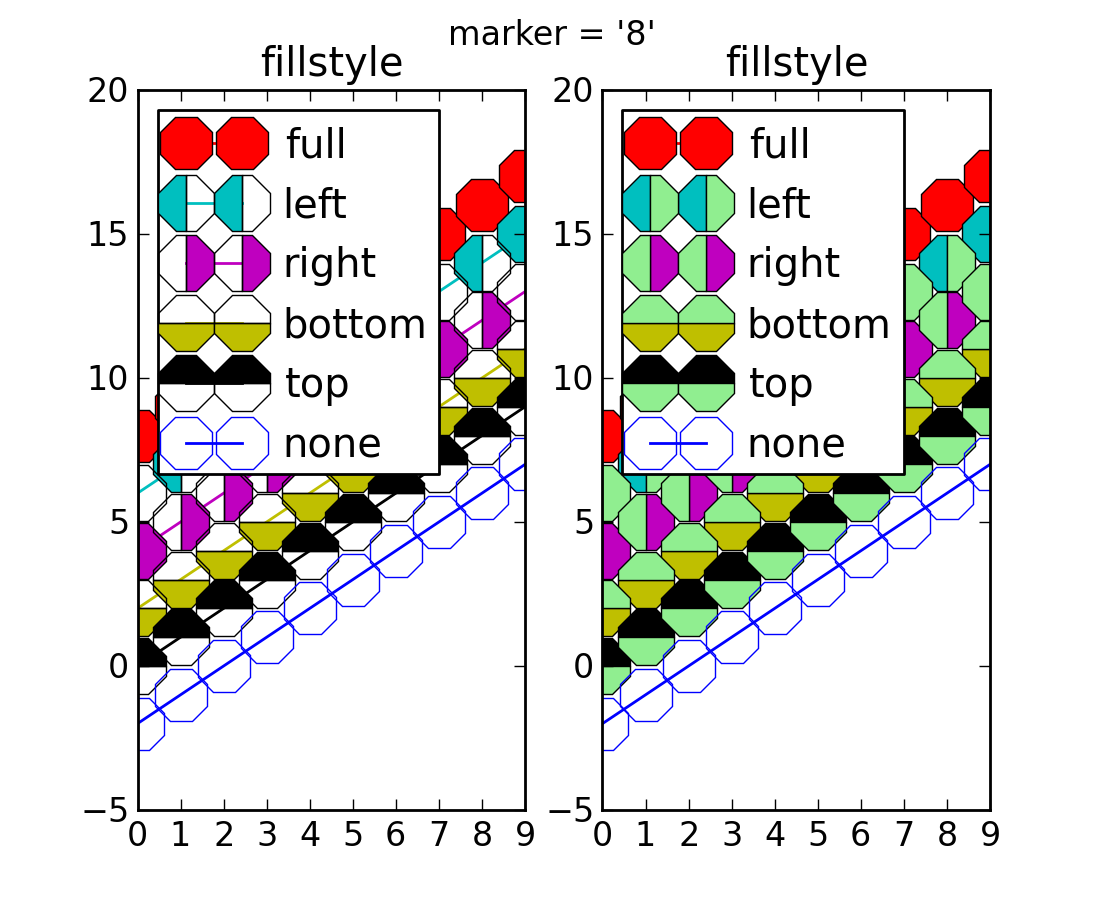 marker = '8'
fillstyle
20
15
10
5
0
−5
0 1 2 3 4 5 6 7 8 9
full
left
right
bottom
top
none
fillstyle
20
15
10
5
0
−5
0 1 2 3 4 5 6 7 8 9
full
left
right
bottom
top
none